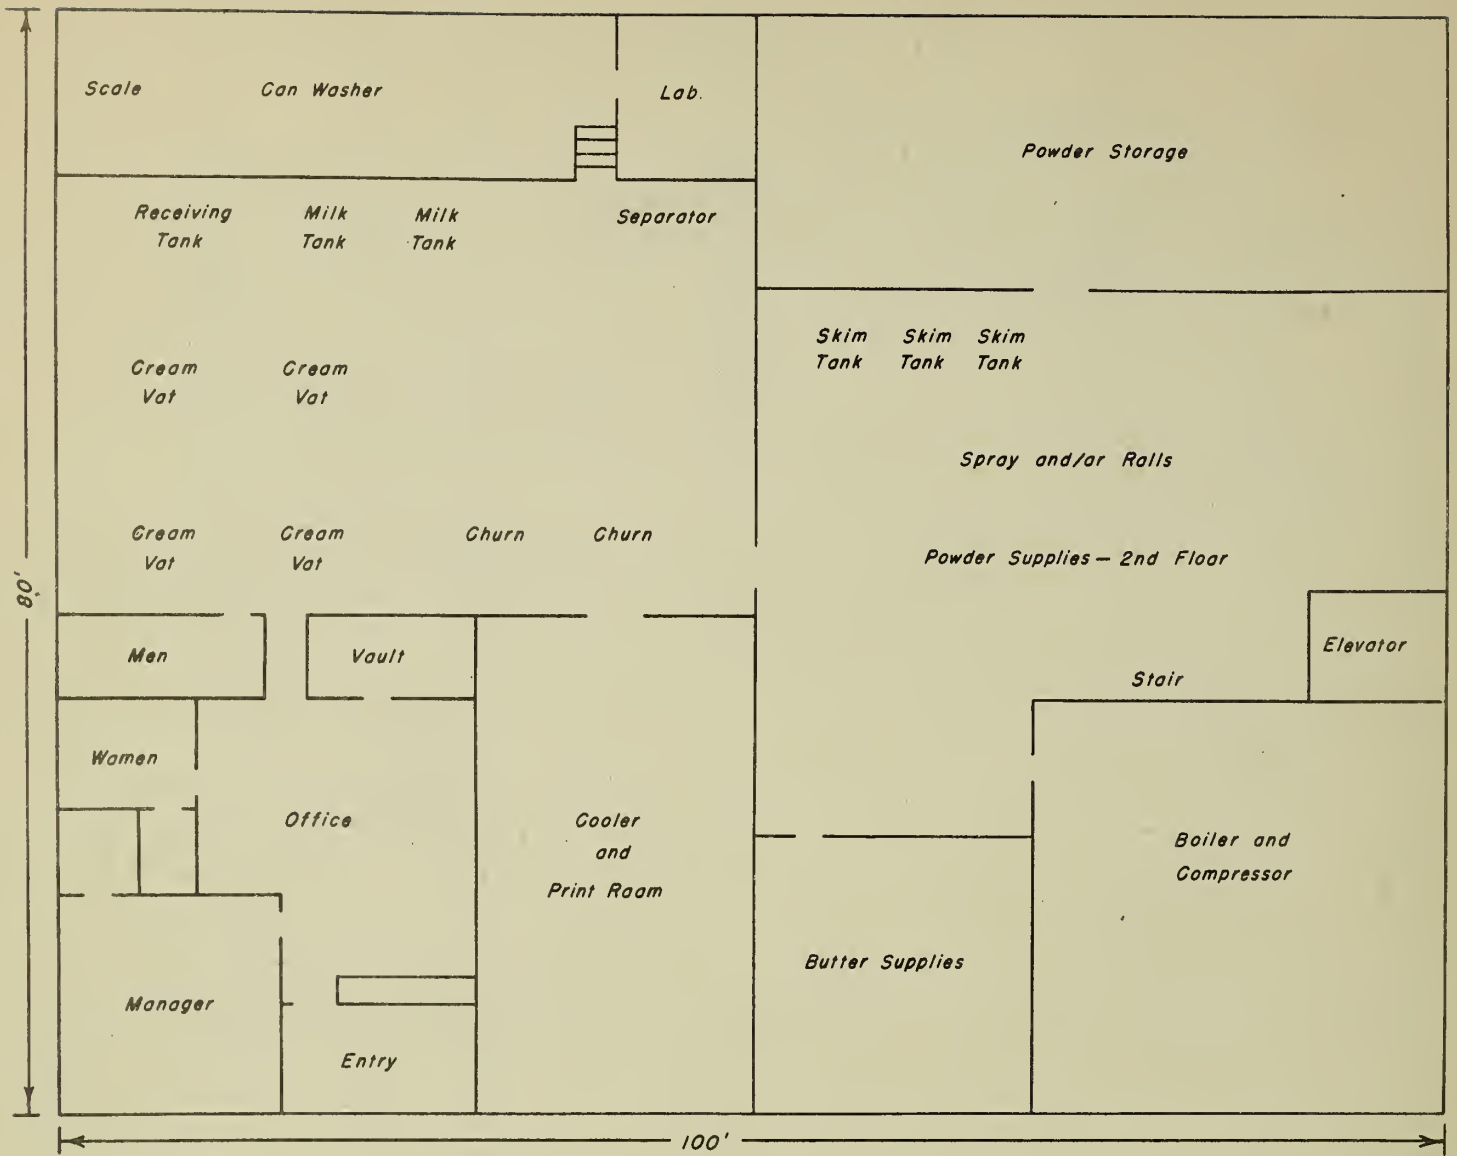 Scale
Can Washer
Lab.
Powder Storage
Receiving
Tank
Milk
Tank
Milk
Tank
Separator
Skim
Tank
Skim
Tank
Skim
Tank
Cream
Vat
Cream
Vat
Spray and/or Rolls
Cream
Vat
Cream
Vat
Churn
Churn
Powder Supplies — 2nd Floor
80'
Men
Vault
Elevator
Stair
Women
Office
Cooler
and
Print Room
Boiler and
Compressor
Butter Supplies
Manager
Entry
100'